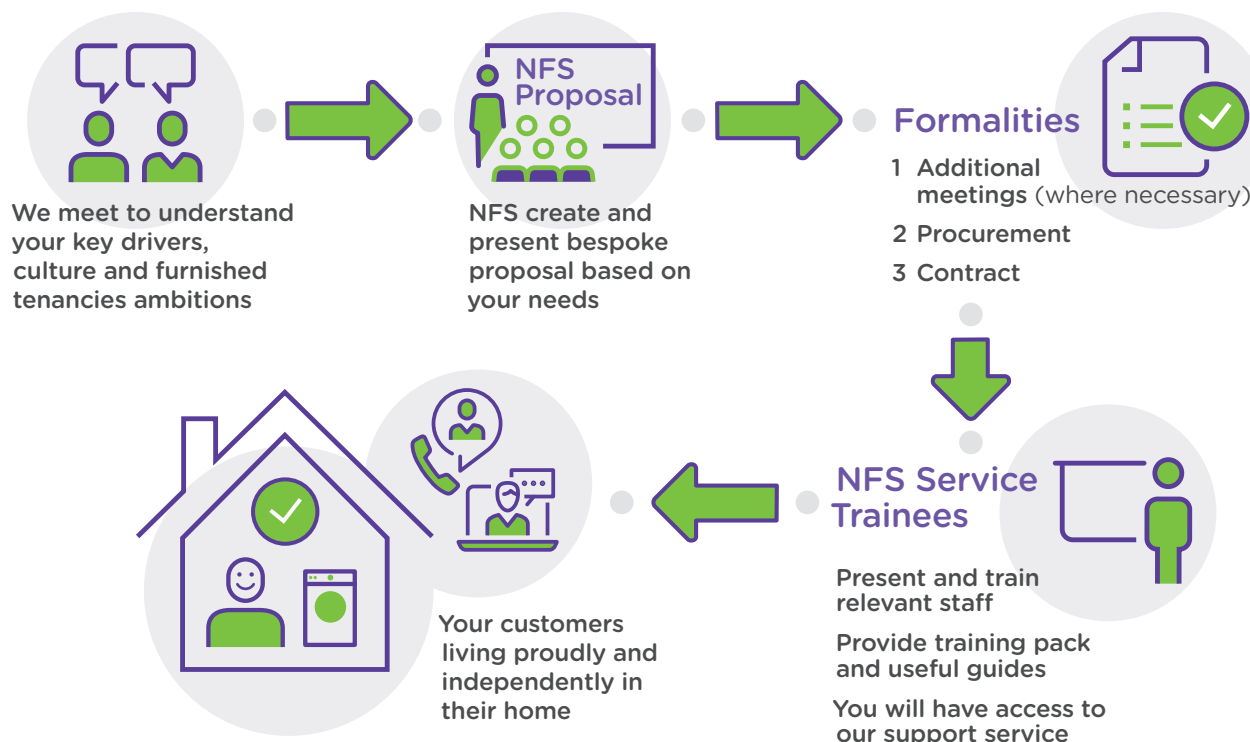 We meet to understand
your key drivers,
culture and furnished
tenancies ambitions
NFS
Proposal
NFS create and
present bespoke
proposal based on
your needs
Formalities
1 Additional
meetings (where necessary)
2 Procurement
3 Contract
NFS Service
Trainees
Present and train
relevant staff
Provide training pack
and useful guides
You will have access to
our support service
Your customers
living proudly and
independently in
their home